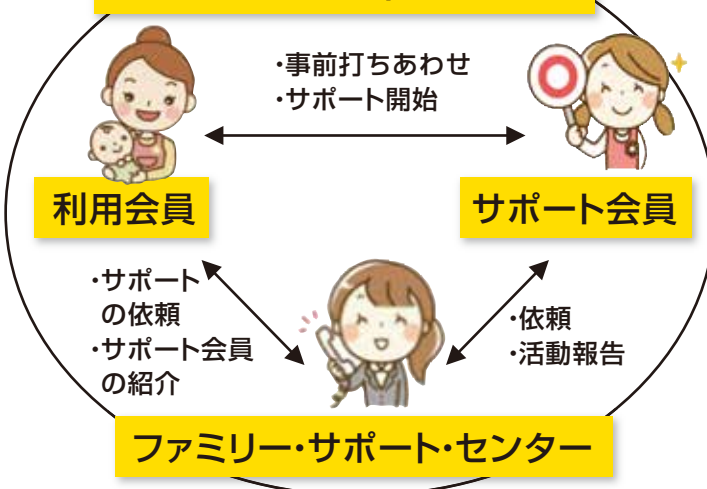 ・事前打ちあわせ
・サポート開始
利用会員
サポート会員
・サポート
の依頼
・サポート会員
の紹介
・依頼
・活動報告
ファミリー・サポート・センター